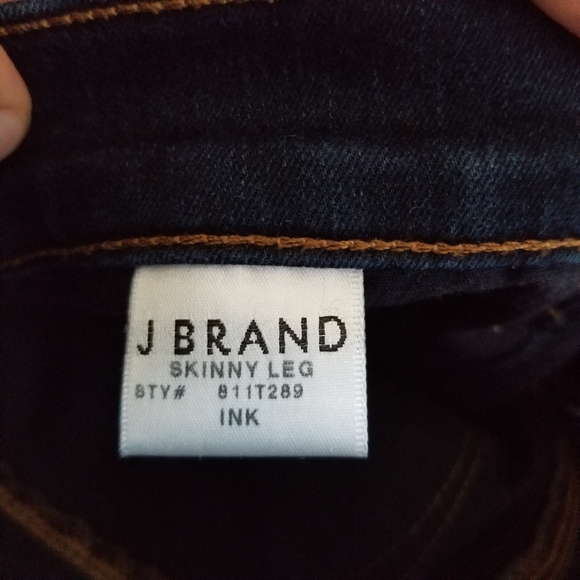 J BRAND
SKINNY LEG
STY# 811T289
INK